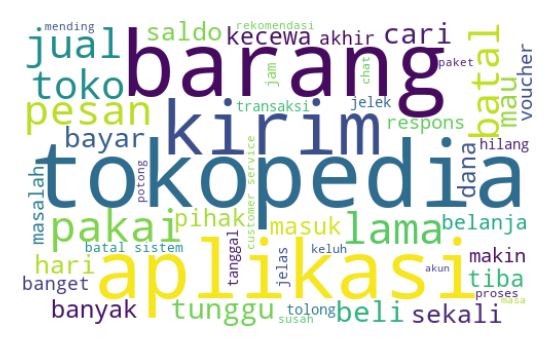 mending
rekomendasi
jual
barang
saldo
kecewa
akhir
cari
batal
mau
voucher
toko
jam
chat
paket
pesan
kirim
transaksi
jelek
respons
hilang
bayar
dana
tokopedia
masalah
potong
customer service
pakai
pihak
masuk
lama
belanja
batal sistem
tanggal
jelas
keluh
akun
makin
hari
aplikasi
tiba
proses
banget
banyak
tunggu
tolong
susah
beli
sekali
masa